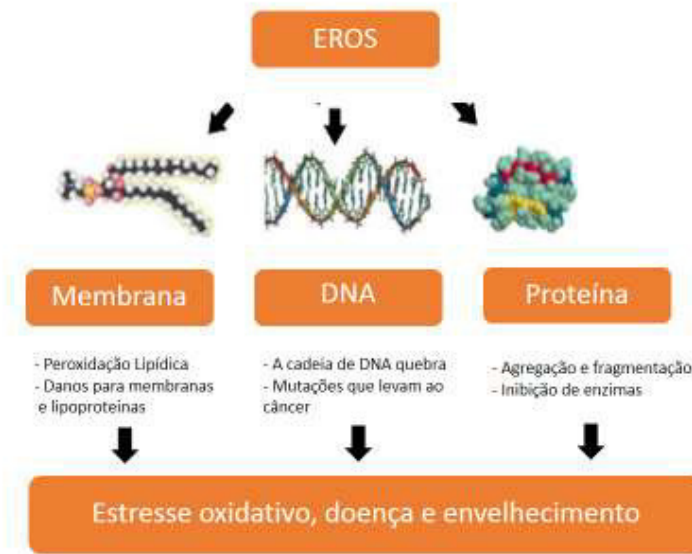 EROS
Membrana
DNA
Proteína
- Peroxidação Lipídica
- Danos para membranas
e lipoproteinas
- A cadeia de DNA quebra
- Mutações que levam ao
câncer
- Agregação e fragmentação
- Inibição de enzimas
Estresse oxidativo, doença e envelhecimento